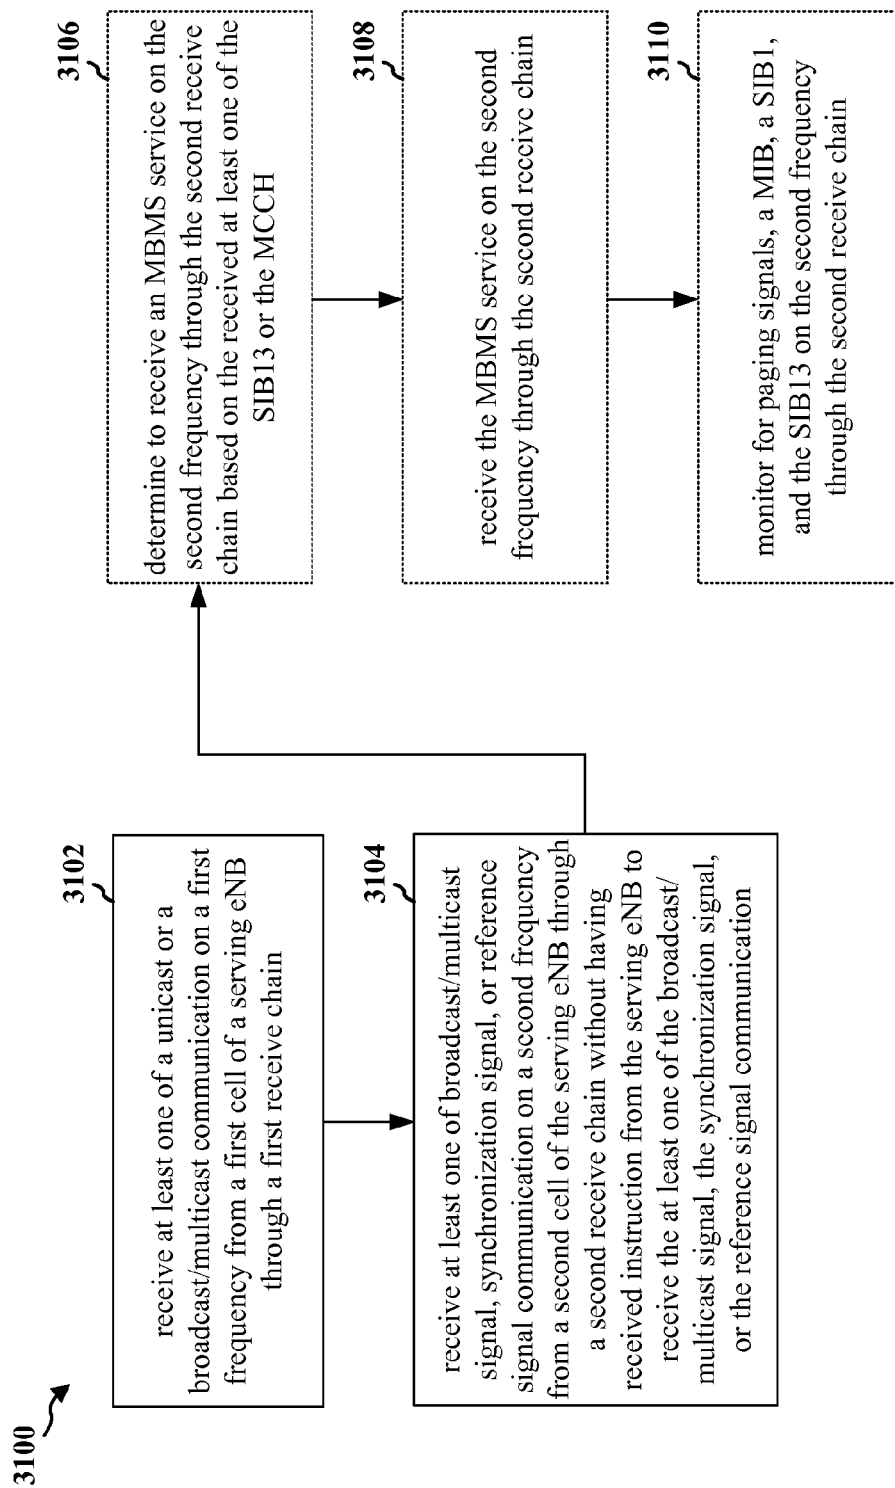 3100
3102
receive at least one of a unicast or a
broadcast/multicast communication on a first
frequency from a first cell of a serving eNB
through a first receive chain
3104
receive at least one of broadcast/multicast
signal, synchronization signal, or reference
signal communication on a second frequency
from a second cell of the serving eNB through
a second receive chain without having
received instruction from the serving eNB to
receive the at least one of the broadcast/
multicast signal, the synchronization signal,
or the reference signal communication
3106
determine to receive an MBMS service on the
second frequency through the second receive
chain based on the received at least one of the
SIB13 or the MCCH
3108
receive the MBMS service on the second
frequency through the second receive chain
3110
monitor for paging signals, a MIB, a SIB1,
and the SIB13 on the second frequency
through the second receive chain